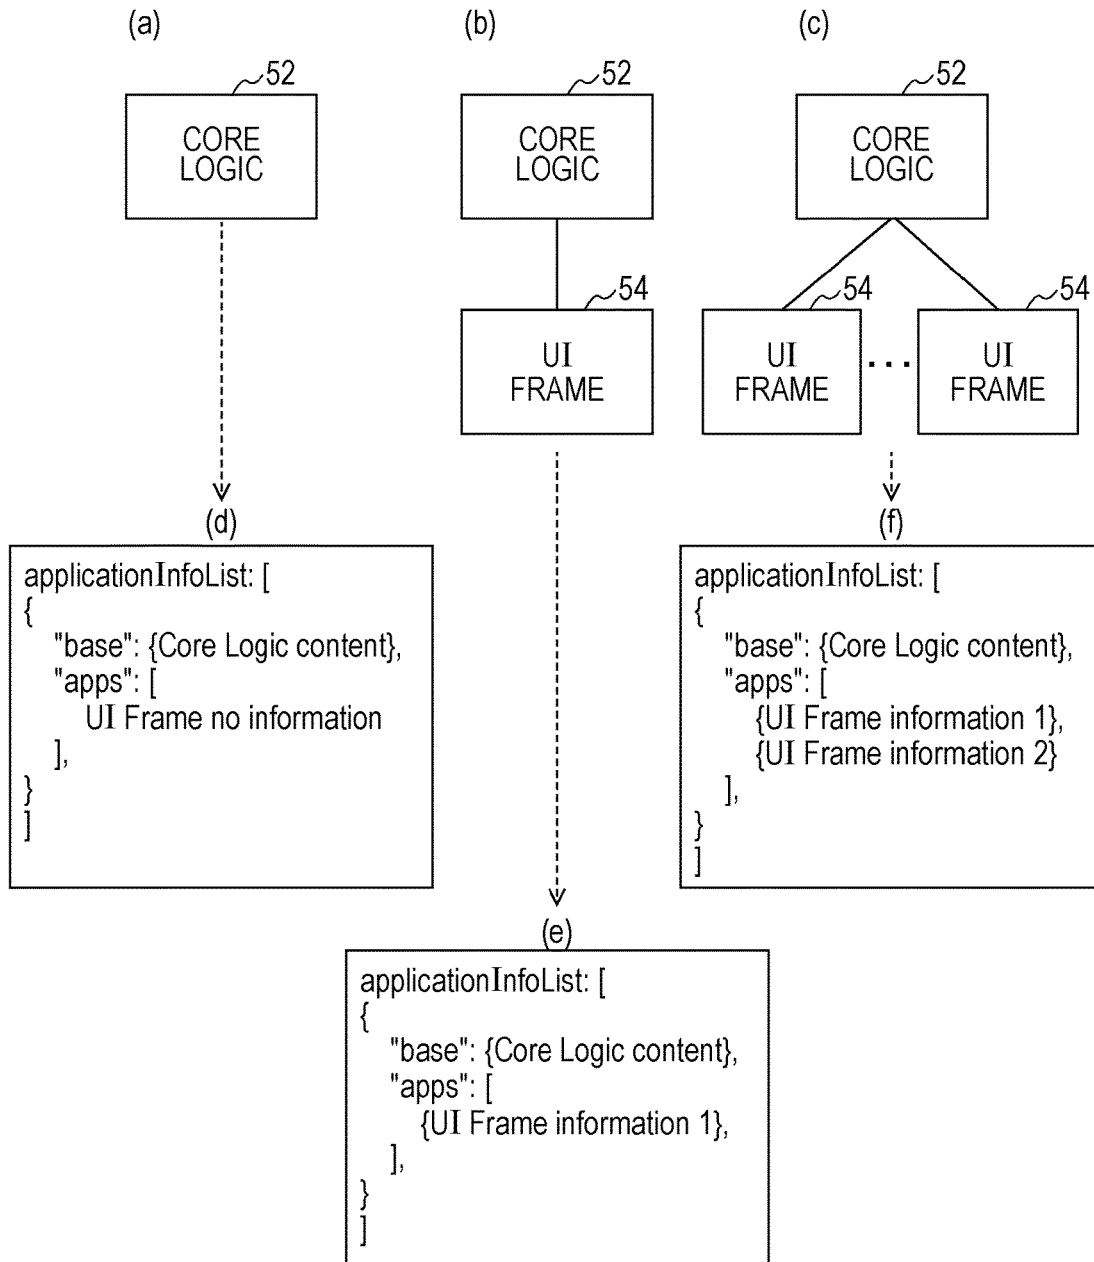 (a)
(b)
(c)
52
52
52
CORE
LOGIC
CORE
LOGIC
CORE
LOGIC
54
54
54
UI
FRAME
UI
FRAME
...
UI
FRAME
(d)
applicationInfoList: [
{
"base": {Core Logic content},
"apps": [
UI Frame no information
],
}
]
(f)
applicationInfoList: [
{
"base": {Core Logic content},
"apps": [
{UI Frame information 1},
{UI Frame information 2}
],
}
]
(e)
applicationInfoList: [
{
"base": {Core Logic content},
"apps": [
{UI Frame information 1},
],
}
]